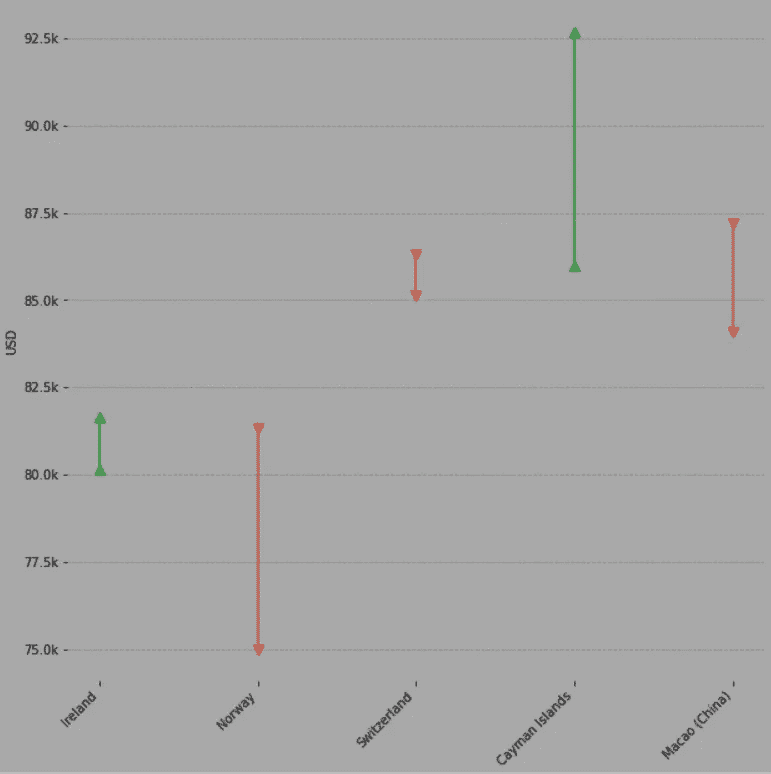 92.5k
90.0k
87.5k
85.0k
USD
82.5k
80.0k
77.5k
75.0k
Ireland
Norway
Switzerland
Cayman Islands
Macao (China)